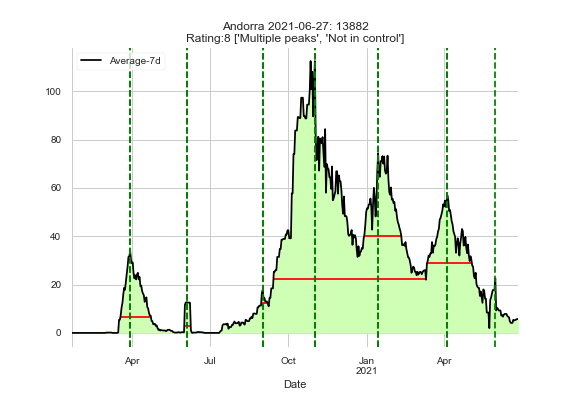 Andorra 2021-06-27: 13882
Rating:8 ['Multiple peaks', 'Not in control']
Average-7d
100
80
60
40
20
0
Apr
Jul
Oct
Jan
2021
Apr
Date